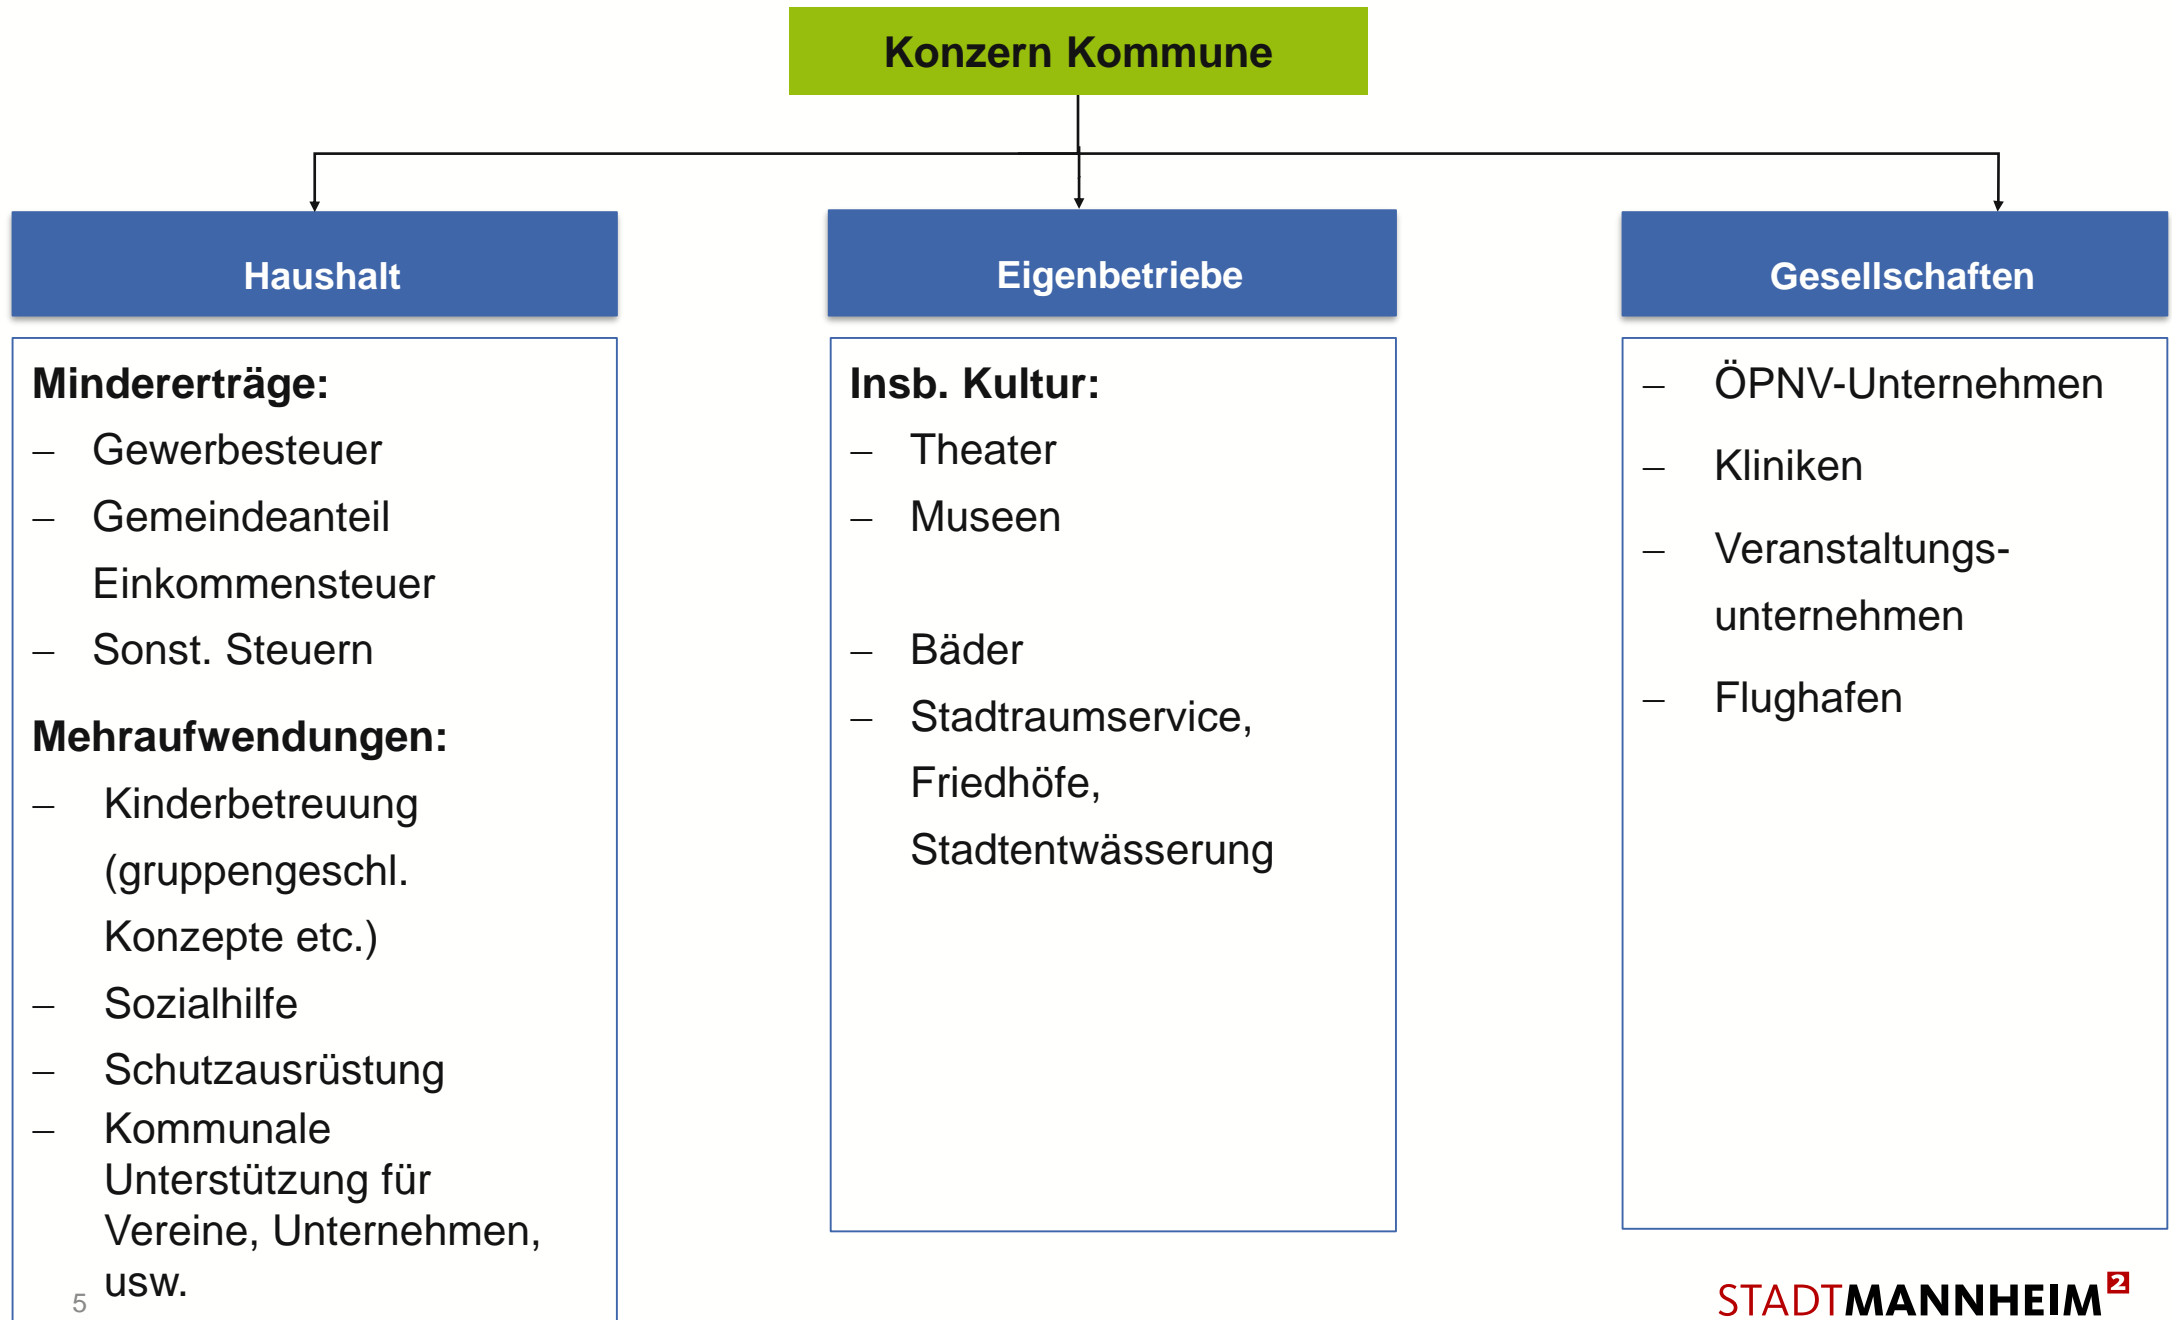 Konzern Kommune
Haushalt
Mindererträge:
– Gewerbesteuer
– Gemeindeanteil
Einkommensteuer
– Sonst. Steuern
Mehraufwendungen:
– Kinderbetreuung
(gruppengeschl.
Konzepte etc.)
– Sozialhilfe
– Schutzausrüstung
– Kommunale
Unterstützung für
Vereine, Unternehmen,
usw.
Eigenbetriebe
Insb. Kultur:
– Theater
– Museen
– Bäder
– Stadtraumservice,
Friedhöfe,
Stadtentwässerung
Gesellschaften
– ÖPNV-Unternehmen
– Kliniken
– Veranstaltungs-
unternehmen
– Flughafen
5
STADTMANNHEIM²